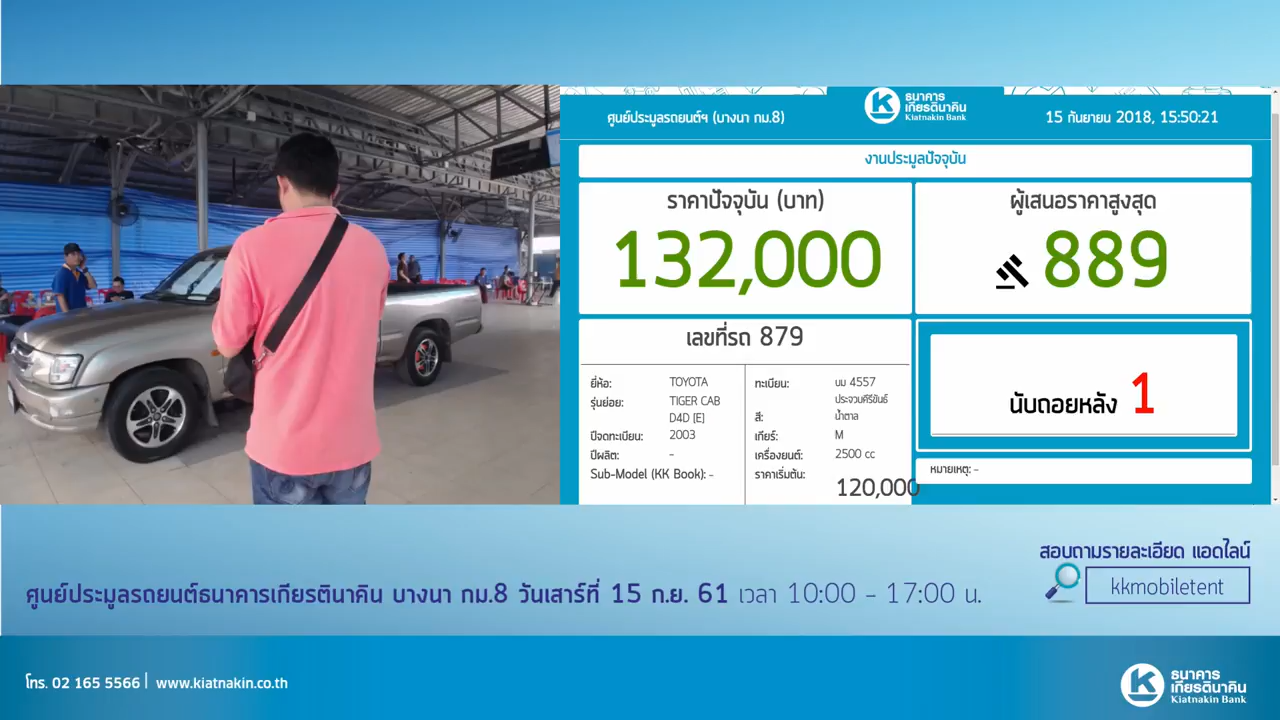 ศูนย์ประมูลรถยนต์ฯ (บางนา กม.8)
ธนาคาร
เกียรตินาคิน
Kiatnakin Bank
15 กันยายน 2018, 15:50:21
งานประมูลปัจจุบัน
ราคาปัจจุบัน (บาท)
132,000
ผู้เสนอราคาสูงสุด
889
เลขที่รถ 879
ยี่ห้อ: TOYOTA
รุ่นย่อย: TIGER CAB
D4D [E]
ปีจดทะเบียน: 2003
ปีผลิต: -
Sub-Model (KK Book): -
ทะเบียน: บม 4557
ประจวบคีรีขันธ์
สี: น้ำตาล
เกียร์: M
เครื่องยนต์: 2500 cc
ราคาเริ่มต้น: 120,000
นับถอยหลัง 1
หมายเหตุ: -
สอบถามรายละเอียด แอดไลน์
kkmobiletent
ศูนย์ประมูลรถยนต์ธนาคารเกียรตินาคิน บางนา กม.8 วันเสาร์ที่ 15 ก.ย. 61 เวลา 10:00 - 17:00 น.
โทร. 02 165 5566 | www.kiatnakin.co.th
ธนาคาร
เกียรตินาคิน
Kiatnakin Bank